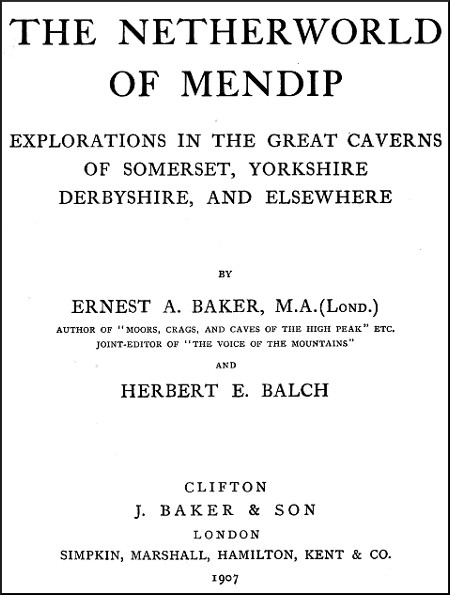 THE NETHERWORLD
OF MENDIP
EXPLORATIONS IN THE GREAT CAVERNS
OF SOMERSET, YORKSHIRE
DERBYSHIRE, AND ELSEWHERE
BY
ERNEST A. BAKER, M.A.(LOND.)
AUTHOR OF "MOORS, CRAGS, AND CAVES OF THE HIGH PEAK" ETC.
JOINT-EDITOR OF "THE VOICE OF THE MOUNTAINS"
AND
HERBERT E. BALCH
CLIFTON
J. BAKER & SON
LONDON
SIMPKIN, MARSHALL, HAMILTON, KENT & CO.
1907